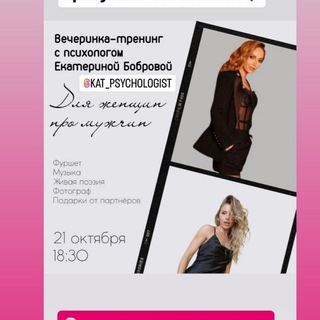 Вечеринка-тренинг
с психологом
Екатериной Бобровой
@KAT_PSYCHOLOGIST
Для женщин
про мужчин
Фуршет
Музыка
Живая поэзия
Фотограф
Подарки от партнёров
21 октября
18:30